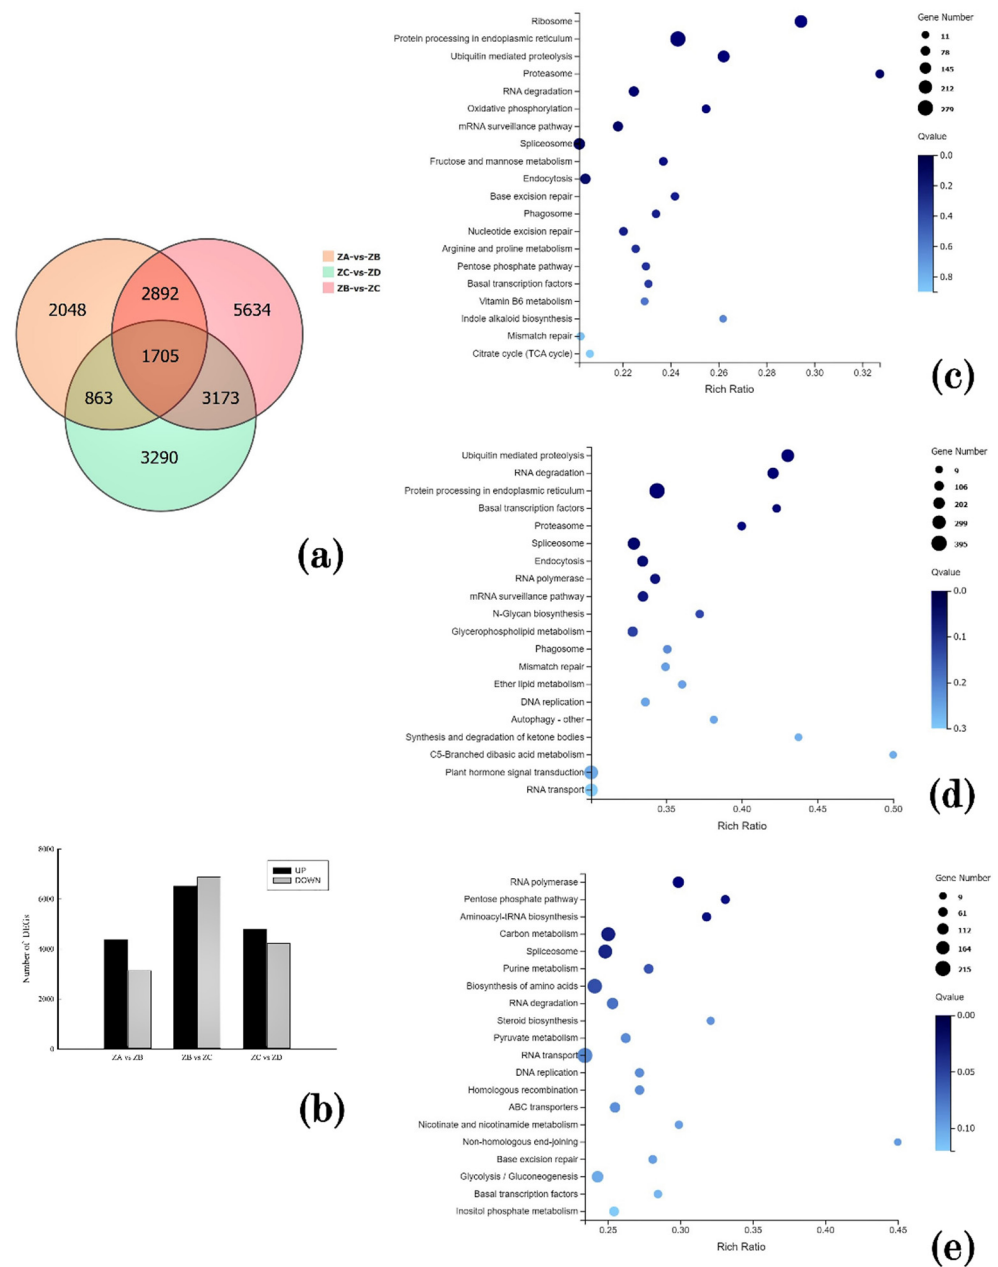 2048
2892
5634
1705
863
3173
3290
ZA-vs-ZB
ZC-vs-ZD
ZB-vs-ZC
(a)
8000
6000
4000
2000
0
Number of DEGs
UP
DOWN
ZA vs ZB
ZB vs ZC
ZC vs ZD
(b)
Ribosome
Protein processing in endoplasmic reticulum
Ubiquitin mediated proteolysis
Proteasome
RNA degradation
Oxidative phosphorylation
mRNA surveillance pathway
Spliceosome
Fructose and mannose metabolism
Endocytosis
Base excision repair
Phagosome
Nucleotide excision repair
Arginine and proline metabolism
Pentose phosphate pathway
Basal transcription factors
Vitamin B6 metabolism
Indole alkaloid biosynthesis
Mismatch repair
Citrate cycle (TCA cycle)
0.22 0.24 0.26 0.28 0.30 0.32
Rich Ratio
Gene Number
11
78
145
212
279
Qvalue
0.0
0.2
0.4
0.6
0.8
(c)
Ubiquitin mediated proteolysis
RNA degradation
Protein processing in endoplasmic reticulum
Basal transcription factors
Proteasome
Spliceosome
Endocytosis
RNA polymerase
mRNA surveillance pathway
N-Glycan biosynthesis
Glycerophospholipid metabolism
Phagosome
Mismatch repair
Ether lipid metabolism
DNA replication
Autophagy - other
Synthesis and degradation of ketone bodies
C5-Branched dibasic acid metabolism
Plant hormone signal transduction
RNA transport
0.35 0.40 0.45 0.50
Rich Ratio
Gene Number
9
106
202
299
395
Qvalue
0.0
0.1
0.2
0.3
(d)
RNA polymerase
Pentose phosphate pathway
Aminoacyl-tRNA biosynthesis
Carbon metabolism
Spliceosome
Purine metabolism
Biosynthesis of amino acids
RNA degradation
Steroid biosynthesis
Pyruvate metabolism
RNA transport
DNA replication
Homologous recombination
ABC transporters
Nicotinate and nicotinamide metabolism
Non-homologous end-joining
Base excision repair
Glycolysis / Gluconeogenesis
Basal transcription factors
Inositol phosphate metabolism
0.25 0.30 0.35 0.40 0.45
Rich Ratio
Gene Number
9
61
112
164
215
Qvalue
0.00
0.05
0.10
(e)